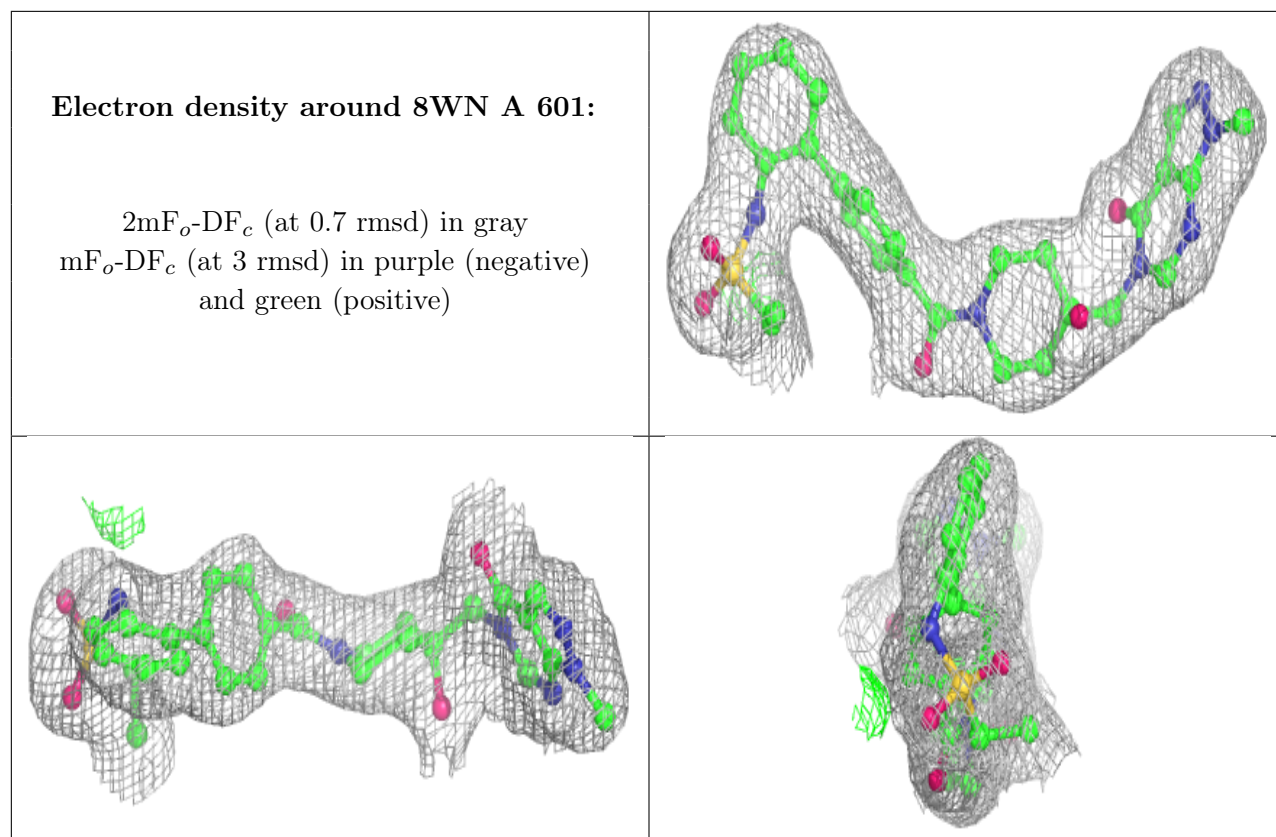 Electron density around 8WN A 601:
2mFₒ-DF𝒸 (at 0.7 rmsd) in gray
mFₒ-DF𝒸 (at 3 rmsd) in purple (negative)
and green (positive)